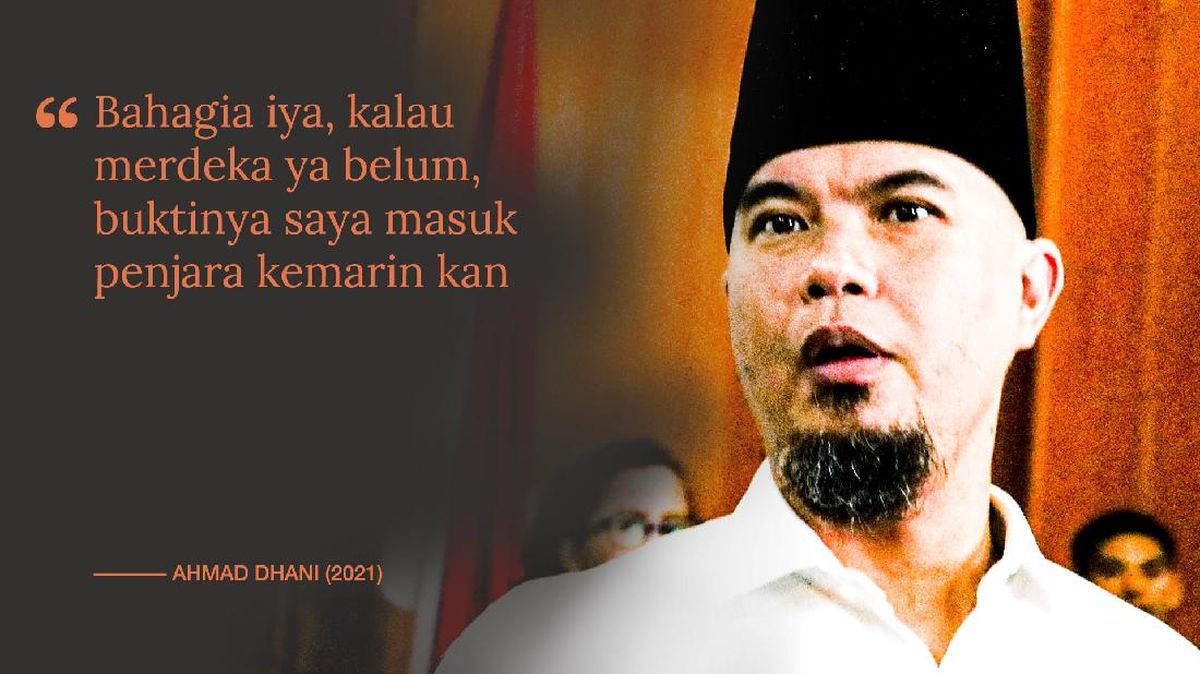 “ Bahagia iya, kalau
merdeka ya belum,
buktinya saya masuk
penjara kemarin kan
AHMAD DHANI (2021)